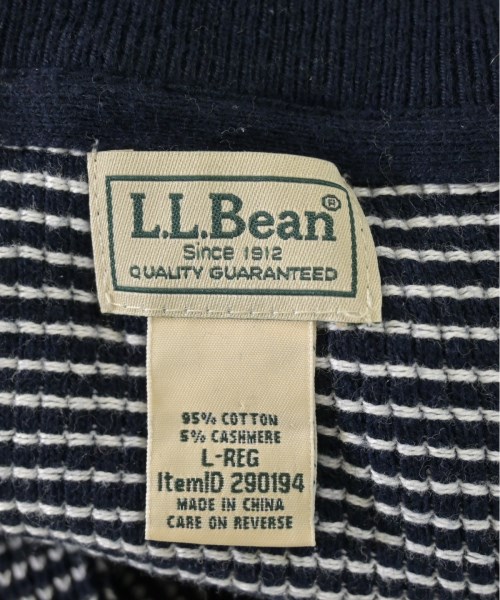 L.L.Bean®
Since 1912
QUALITY GUARANTEED
95% COTTON
5% CASHMERE
L-REG
ItemID 290194
MADE IN CHINA
CARE ON REVERSE